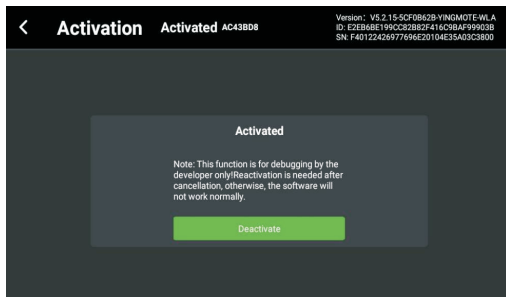 Activation Activated AC43BD8
Version: V5.2.15-5CF0B62B-YINGMOTE-WLA
ID: E2EB6BE199CC82B82F416C9BAF99903B
SN: F40122426977696E20104E35A03C3800
Activated
Note: This function is for debugging by the
developer only!Reactivation is needed after
cancellation, otherwise, the software will
not work normally.
Deactivate